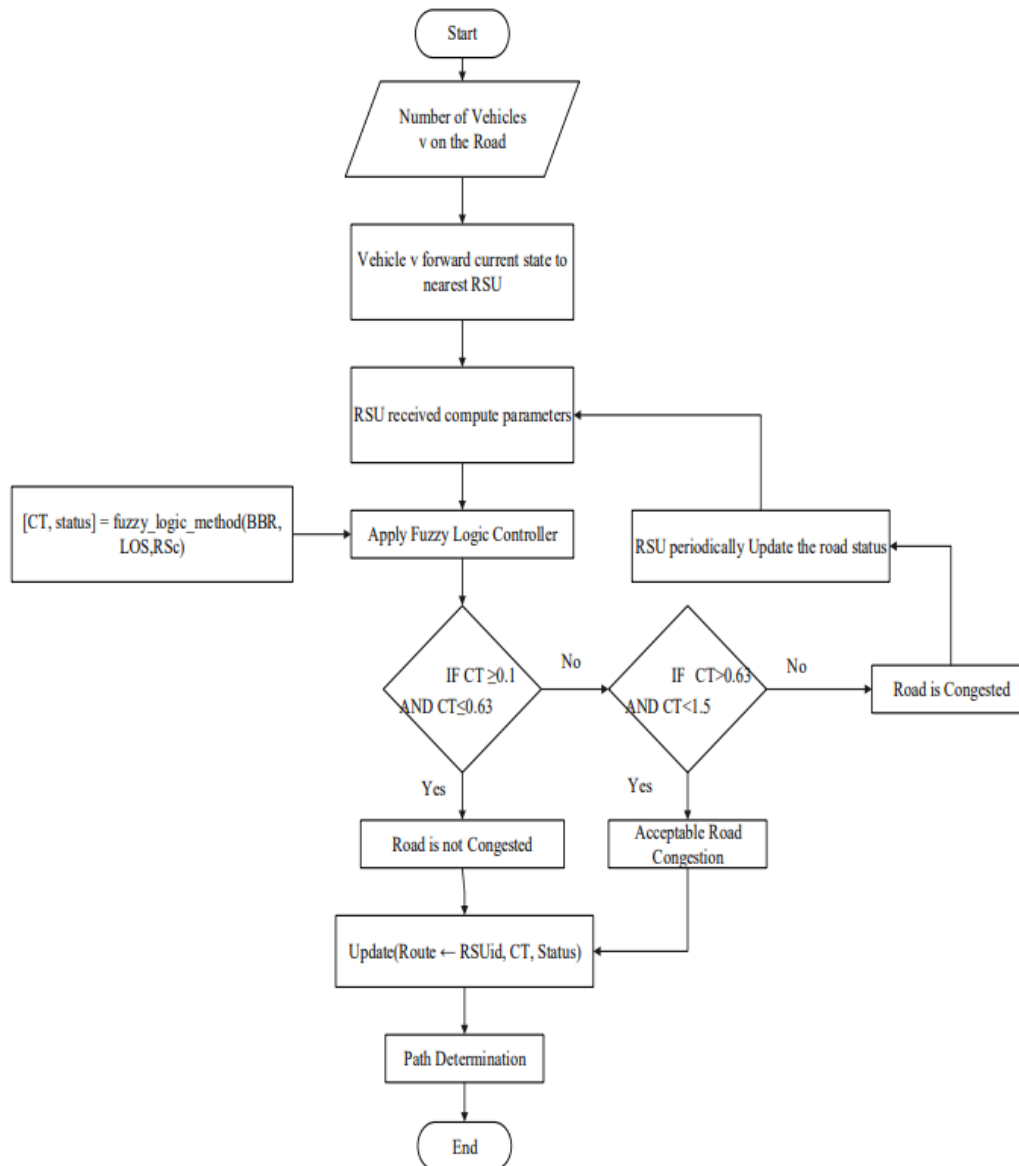 Start
Number of Vehicles
v on the Road
Vehicle v forward current state to
nearest RSU
RSU received compute parameters
[CT, status] = fuzzy_logic_method(BBR,
LOS,RSc)
Apply Fuzzy Logic Controller
RSU periodically Update the road status
IF CT ≥0.1
AND CT≤0.63
No
IF CT>0.63
AND CT<1.5
No
Road is Congested
Yes
Yes
Road is not Congested
Acceptable Road
Congestion
Update(Route ← RSUid, CT, Status)
Path Determination
End